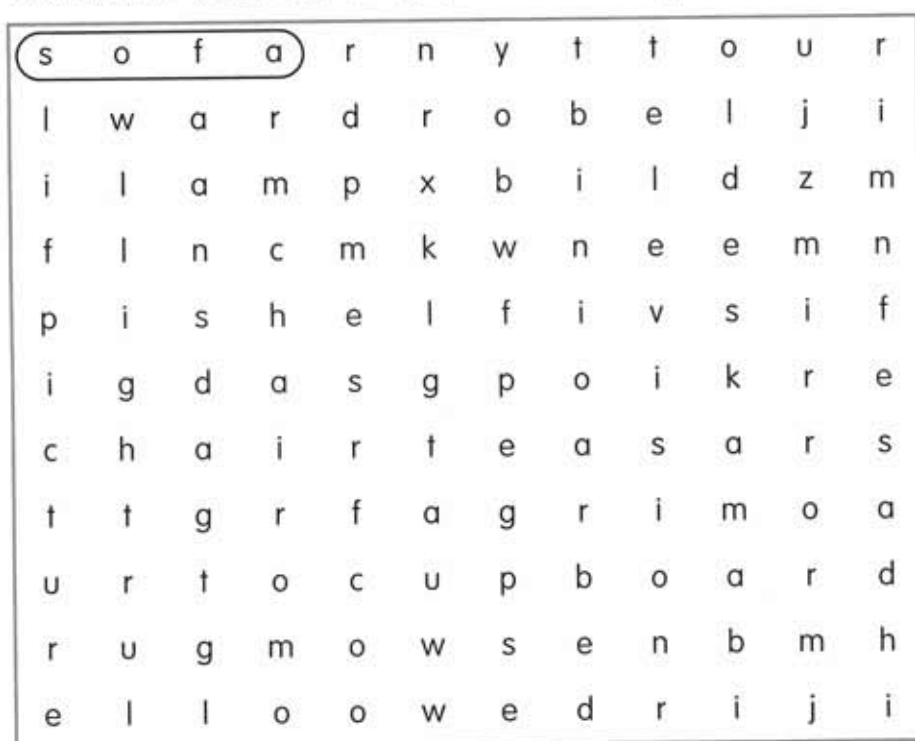 s o f a r n y t t o u r
l w a r d r o b e l j i
i l a m p x b i l d z m
f l n c m k w n e e m n
p i s h e l f i v s i f
i g d a s g p o i k r e
c h a i r t e a s a r s
t t g r f a g r i m o a
u r t o c u p b o a r d
r u g m o w s e n b m h
e l l o o w e d r i j i